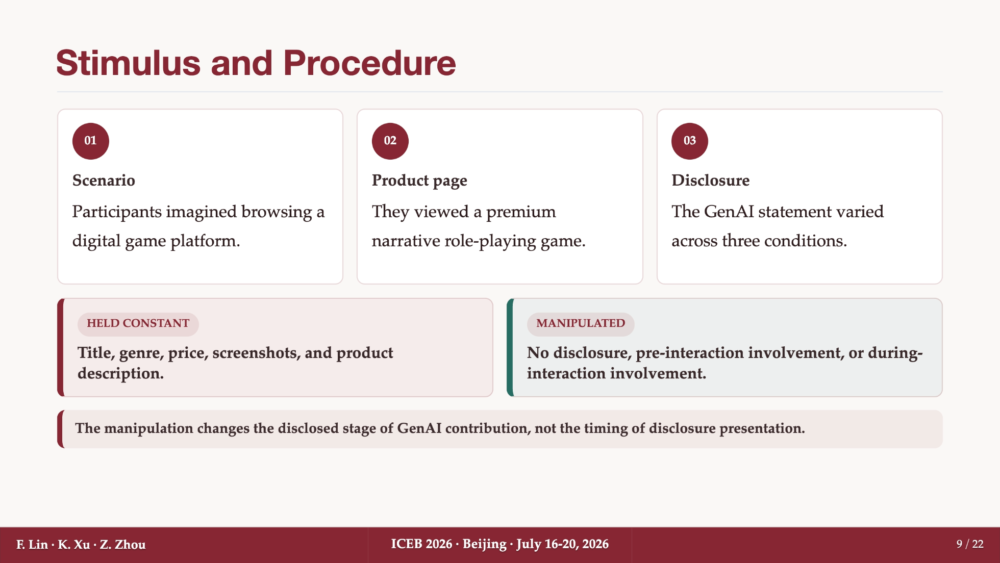 Stimulus and Procedure
01
Scenario
Participants imagined browsing a
digital game platform.
02
Product page
They viewed a premium
narrative role-playing game.
03
Disclosure
The GenAI statement varied
across three conditions.
HELD CONSTANT
Title, genre, price, screenshots, and product
description.
MANIPULATED
No disclosure, pre-interaction involvement, or during-
interaction involvement.
The manipulation changes the disclosed stage of GenAI contribution, not the timing of disclosure presentation.
F. Lin · K. Xu · Z. Zhou
ICEB 2026 · Beijing · July 16-20, 2026
9 / 22